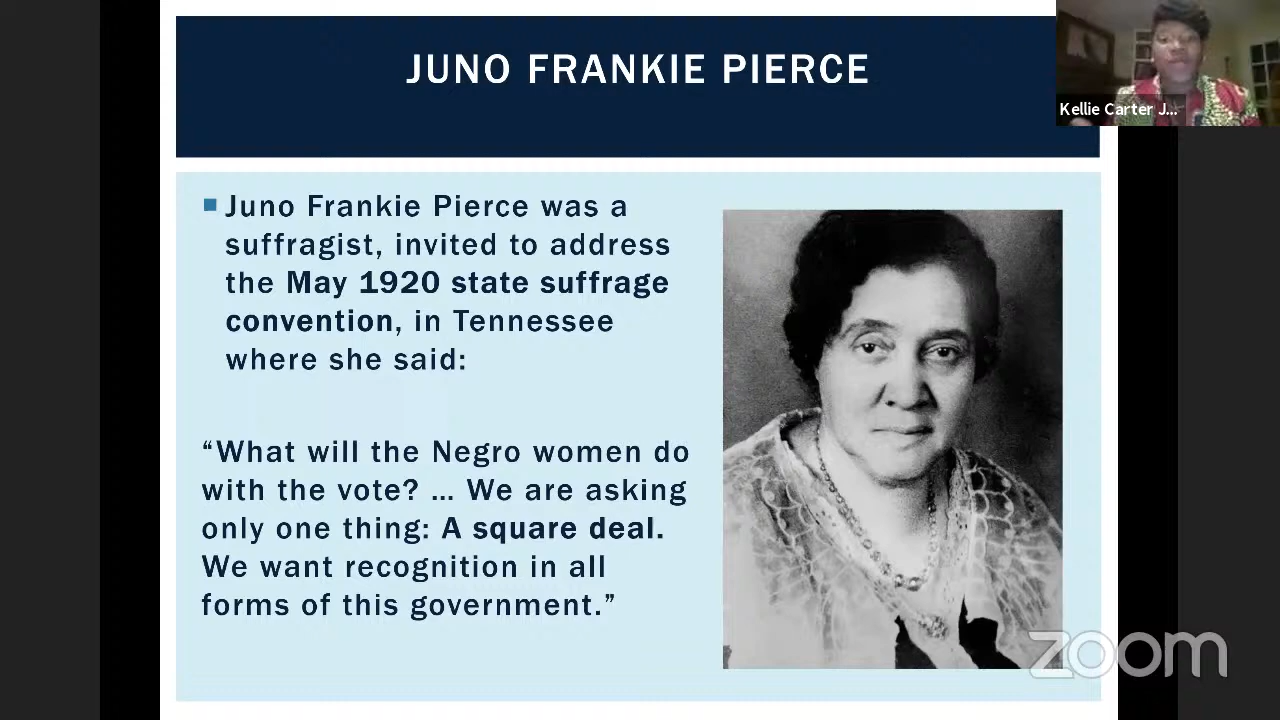 JUNO FRANKIE PIERCE
Kellie Carter J...
Juno Frankie Pierce was a
suffragist, invited to address
the May 1920 state suffrage
convention, in Tennessee
where she said:
“What will the Negro women do
with the vote? ... We are asking
only one thing: A square deal.
We want recognition in all
forms of this government.”
zoom